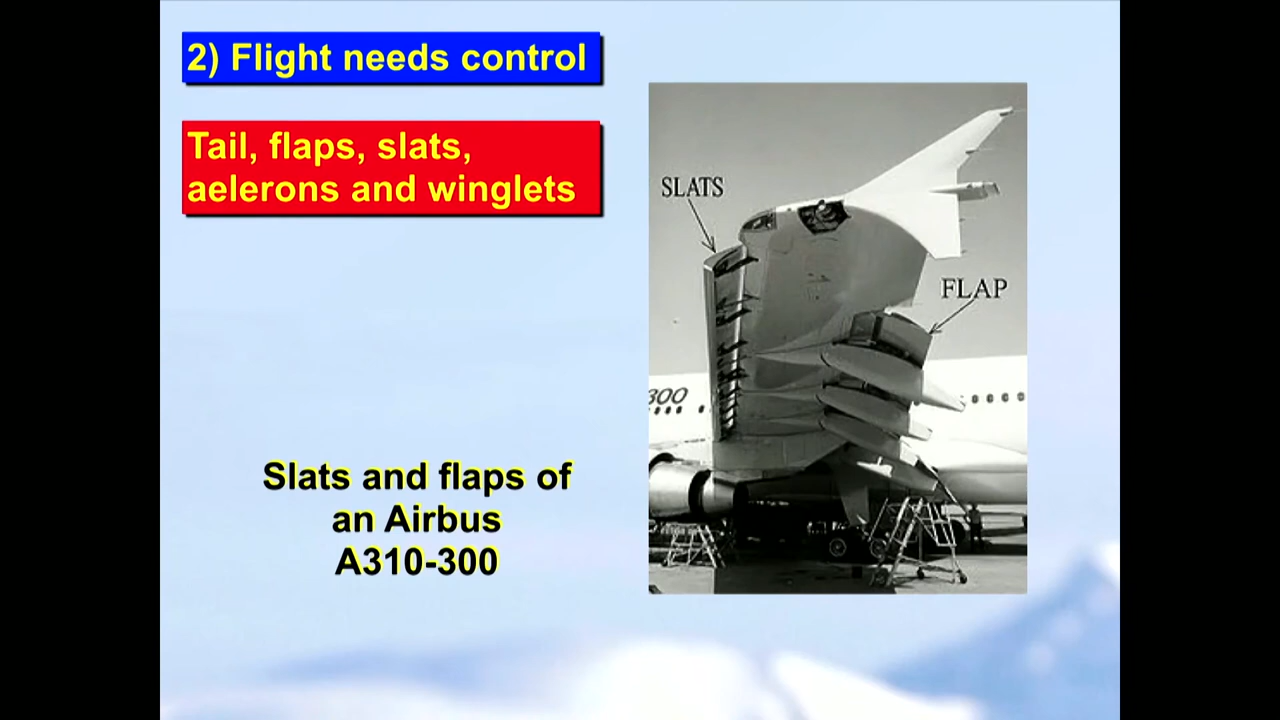 2) Flight needs control
Tail, flaps, slats,
aelerons and winglets
SLATS
FLAP
300
Slats and flaps of
an Airbus
A310-300